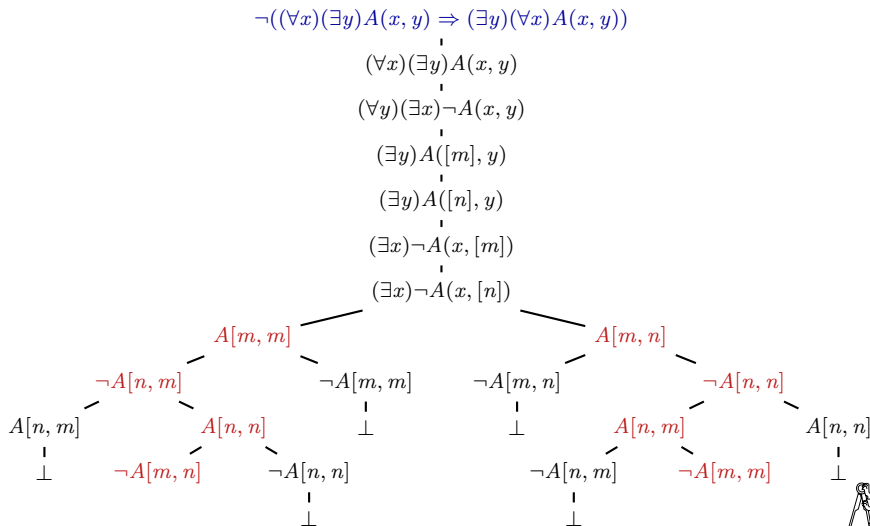 ¬((∀x)(∃y)A(x, y) ⇒ (∃y)(∀x)A(x, y))
(∀x)(∃y)A(x, y)
(∀y)(∃x)¬A(x, y)
(∃y)A([m], y)
(∃y)A([n], y)
(∃x)¬A(x, [m])
(∃x)¬A(x, [n])
A[m, m] A[m, n]
¬A[n, m] ¬A[m, m] ¬A[m, n] ¬A[n, n]
A[n, m] A[n, n] ⊥ ⊥ A[n, m] A[n, n]
⊥ ¬A[m, n] ¬A[n, n] ¬A[n, m] ¬A[m, m] ⊥
⊥ ⊥